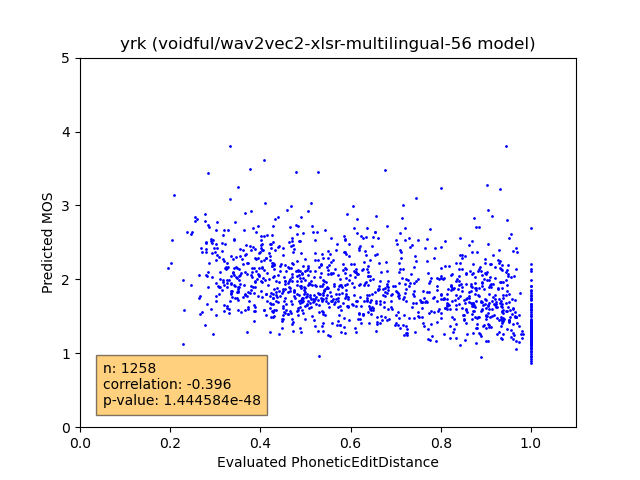 yrk (voidful/wav2vec2-xlsr-multilingual-56 model)
5
4
3
2
1
0
Predicted MOS
n: 1258
correlation: -0.396
p-value: 1.444584e-48
0.0 0.2 0.4 0.6 0.8 1.0
Evaluated PhoneticEditDistance